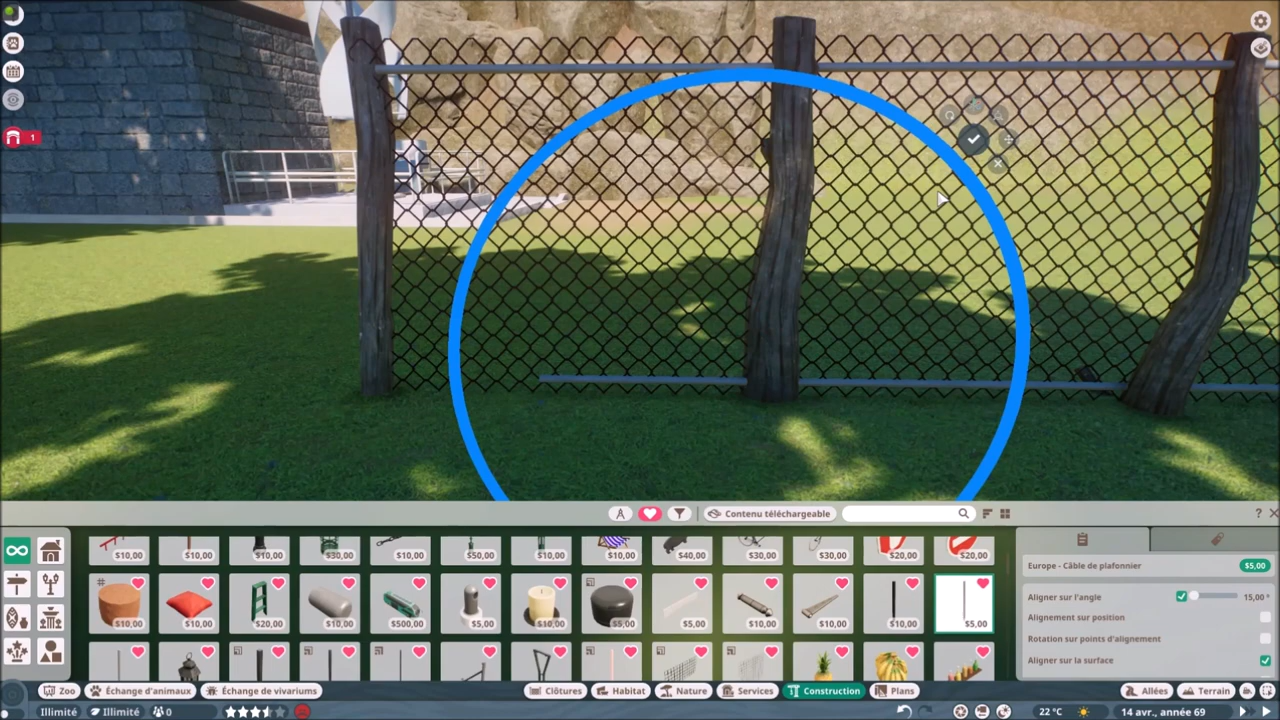 1
Contenu téléchargeable
?
$10,00 $10,00 $10,00 $30,00 $10,00 $50,00 $10,00 $10,00 $40,00 $30,00 $30,00 $20,00 $20,00
$10,00 $10,00 $20,00 $10,00 $500,00 $5,00 $10,00 $5,00 $5,00 $10,00 $10,00 $10,00 $5,00
Europe - Câble de plafonnier $5,00
Aligner sur l'angle 15,00 °
Alignement sur position
Rotation sur points d'alignement
Aligner sur la surface
Zoo Échange d'animaux Échange de vivariums Clôtures Habitat Nature Services Construction Plans Allées Terrain
Illimité Illimité 0 22 °C 14 avr., année 69